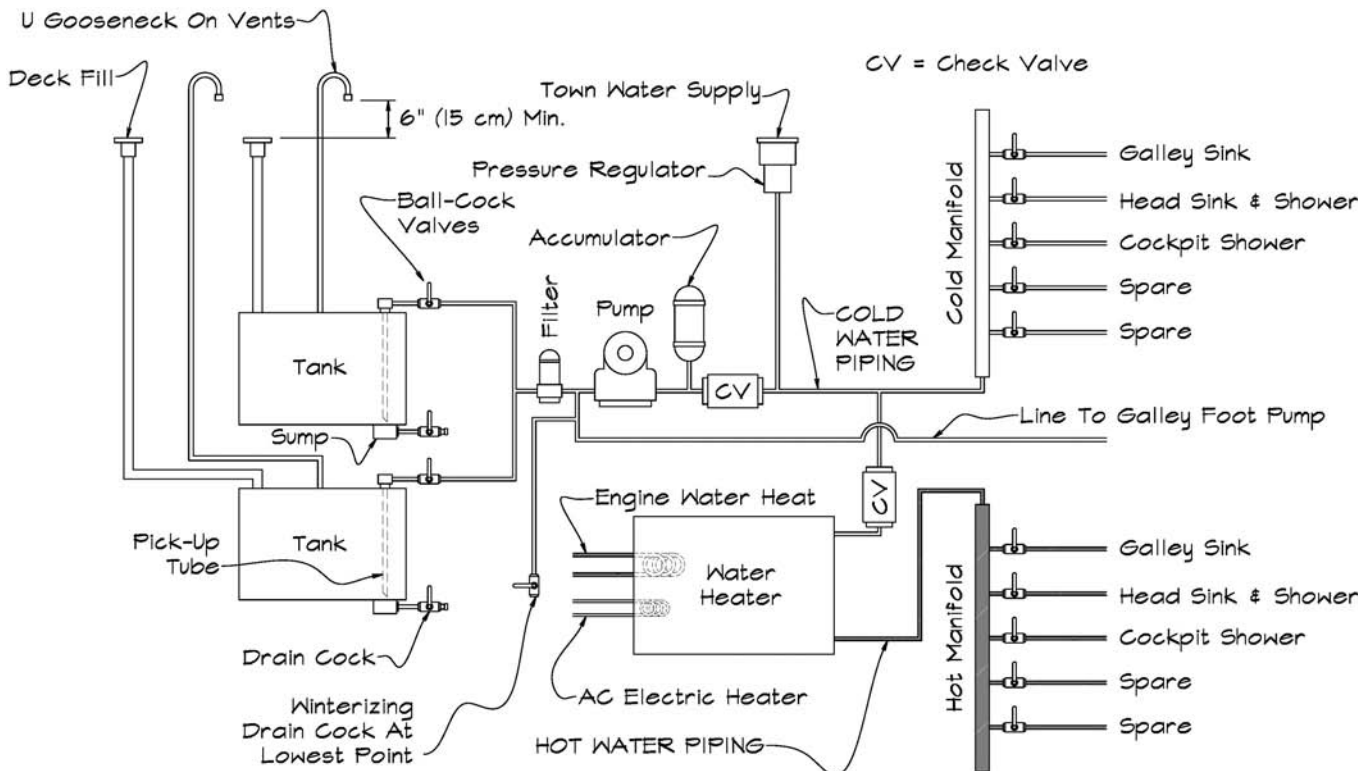 U Gooseneck On Vents
Deck Fill
6" (15 cm) Min.
Town Water Supply
CV = Check Valve
Pressure Regulator
Ball-Cock
Valves
Accumulator
Filter
Pump
COLD
WATER
PIPING
Cold Manifold
Galley Sink
Head Sink & Shower
Cockpit Shower
Spare
Spare
Tank
CV
Line To Galley Foot Pump
Sump
CV
Engine Water Heat
Tank
Pick-Up
Tube
Water
Heater
Hot Manifold
Galley Sink
Head Sink & Shower
Cockpit Shower
Spare
Spare
Drain Cock
AC Electric Heater
Winterizing
Drain Cock At
Lowest Point
HOT WATER PIPING